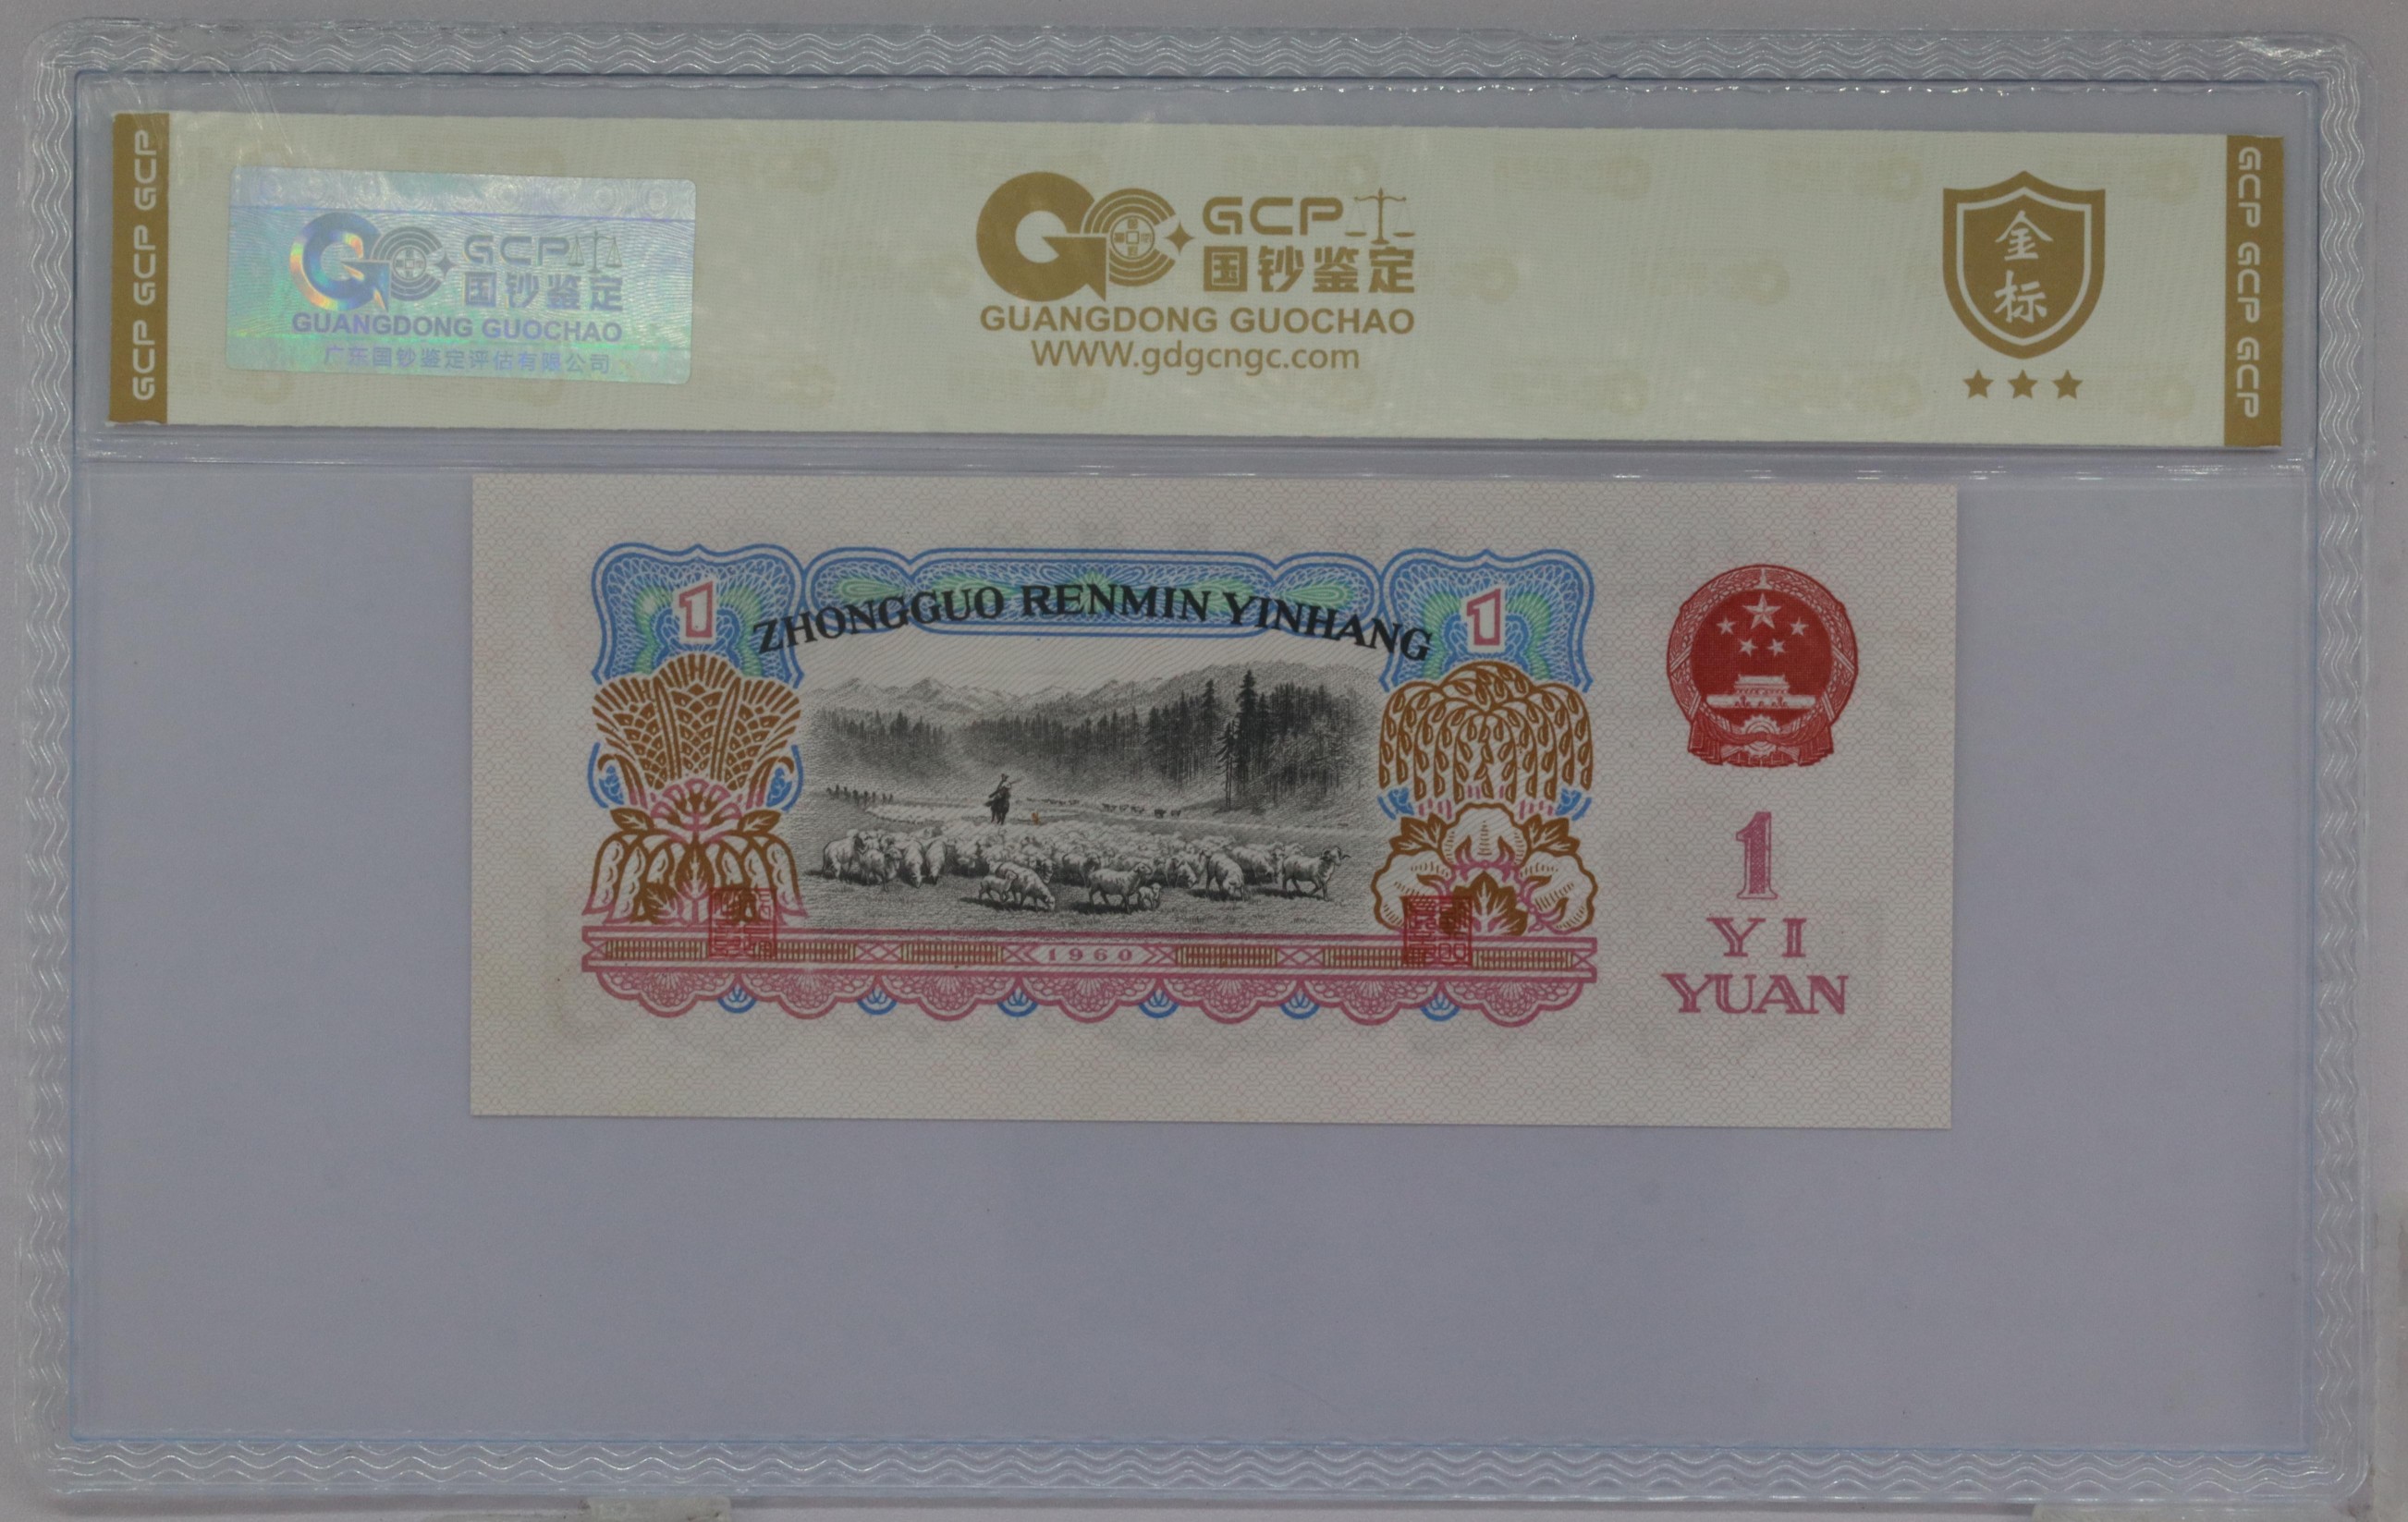 GCP GCP GCP
GCP
国钞鉴定
GUANGDONG GUOCHAO
广东国钞鉴定评估有限公司
GCP
国钞鉴定
GUANGDONG GUOCHAO
WWW.gdgcngc.com
金
标
GCP GCP GCP
1
ZHONGGUO RENMIN YINHANG
1
1960
1
YI
YUAN